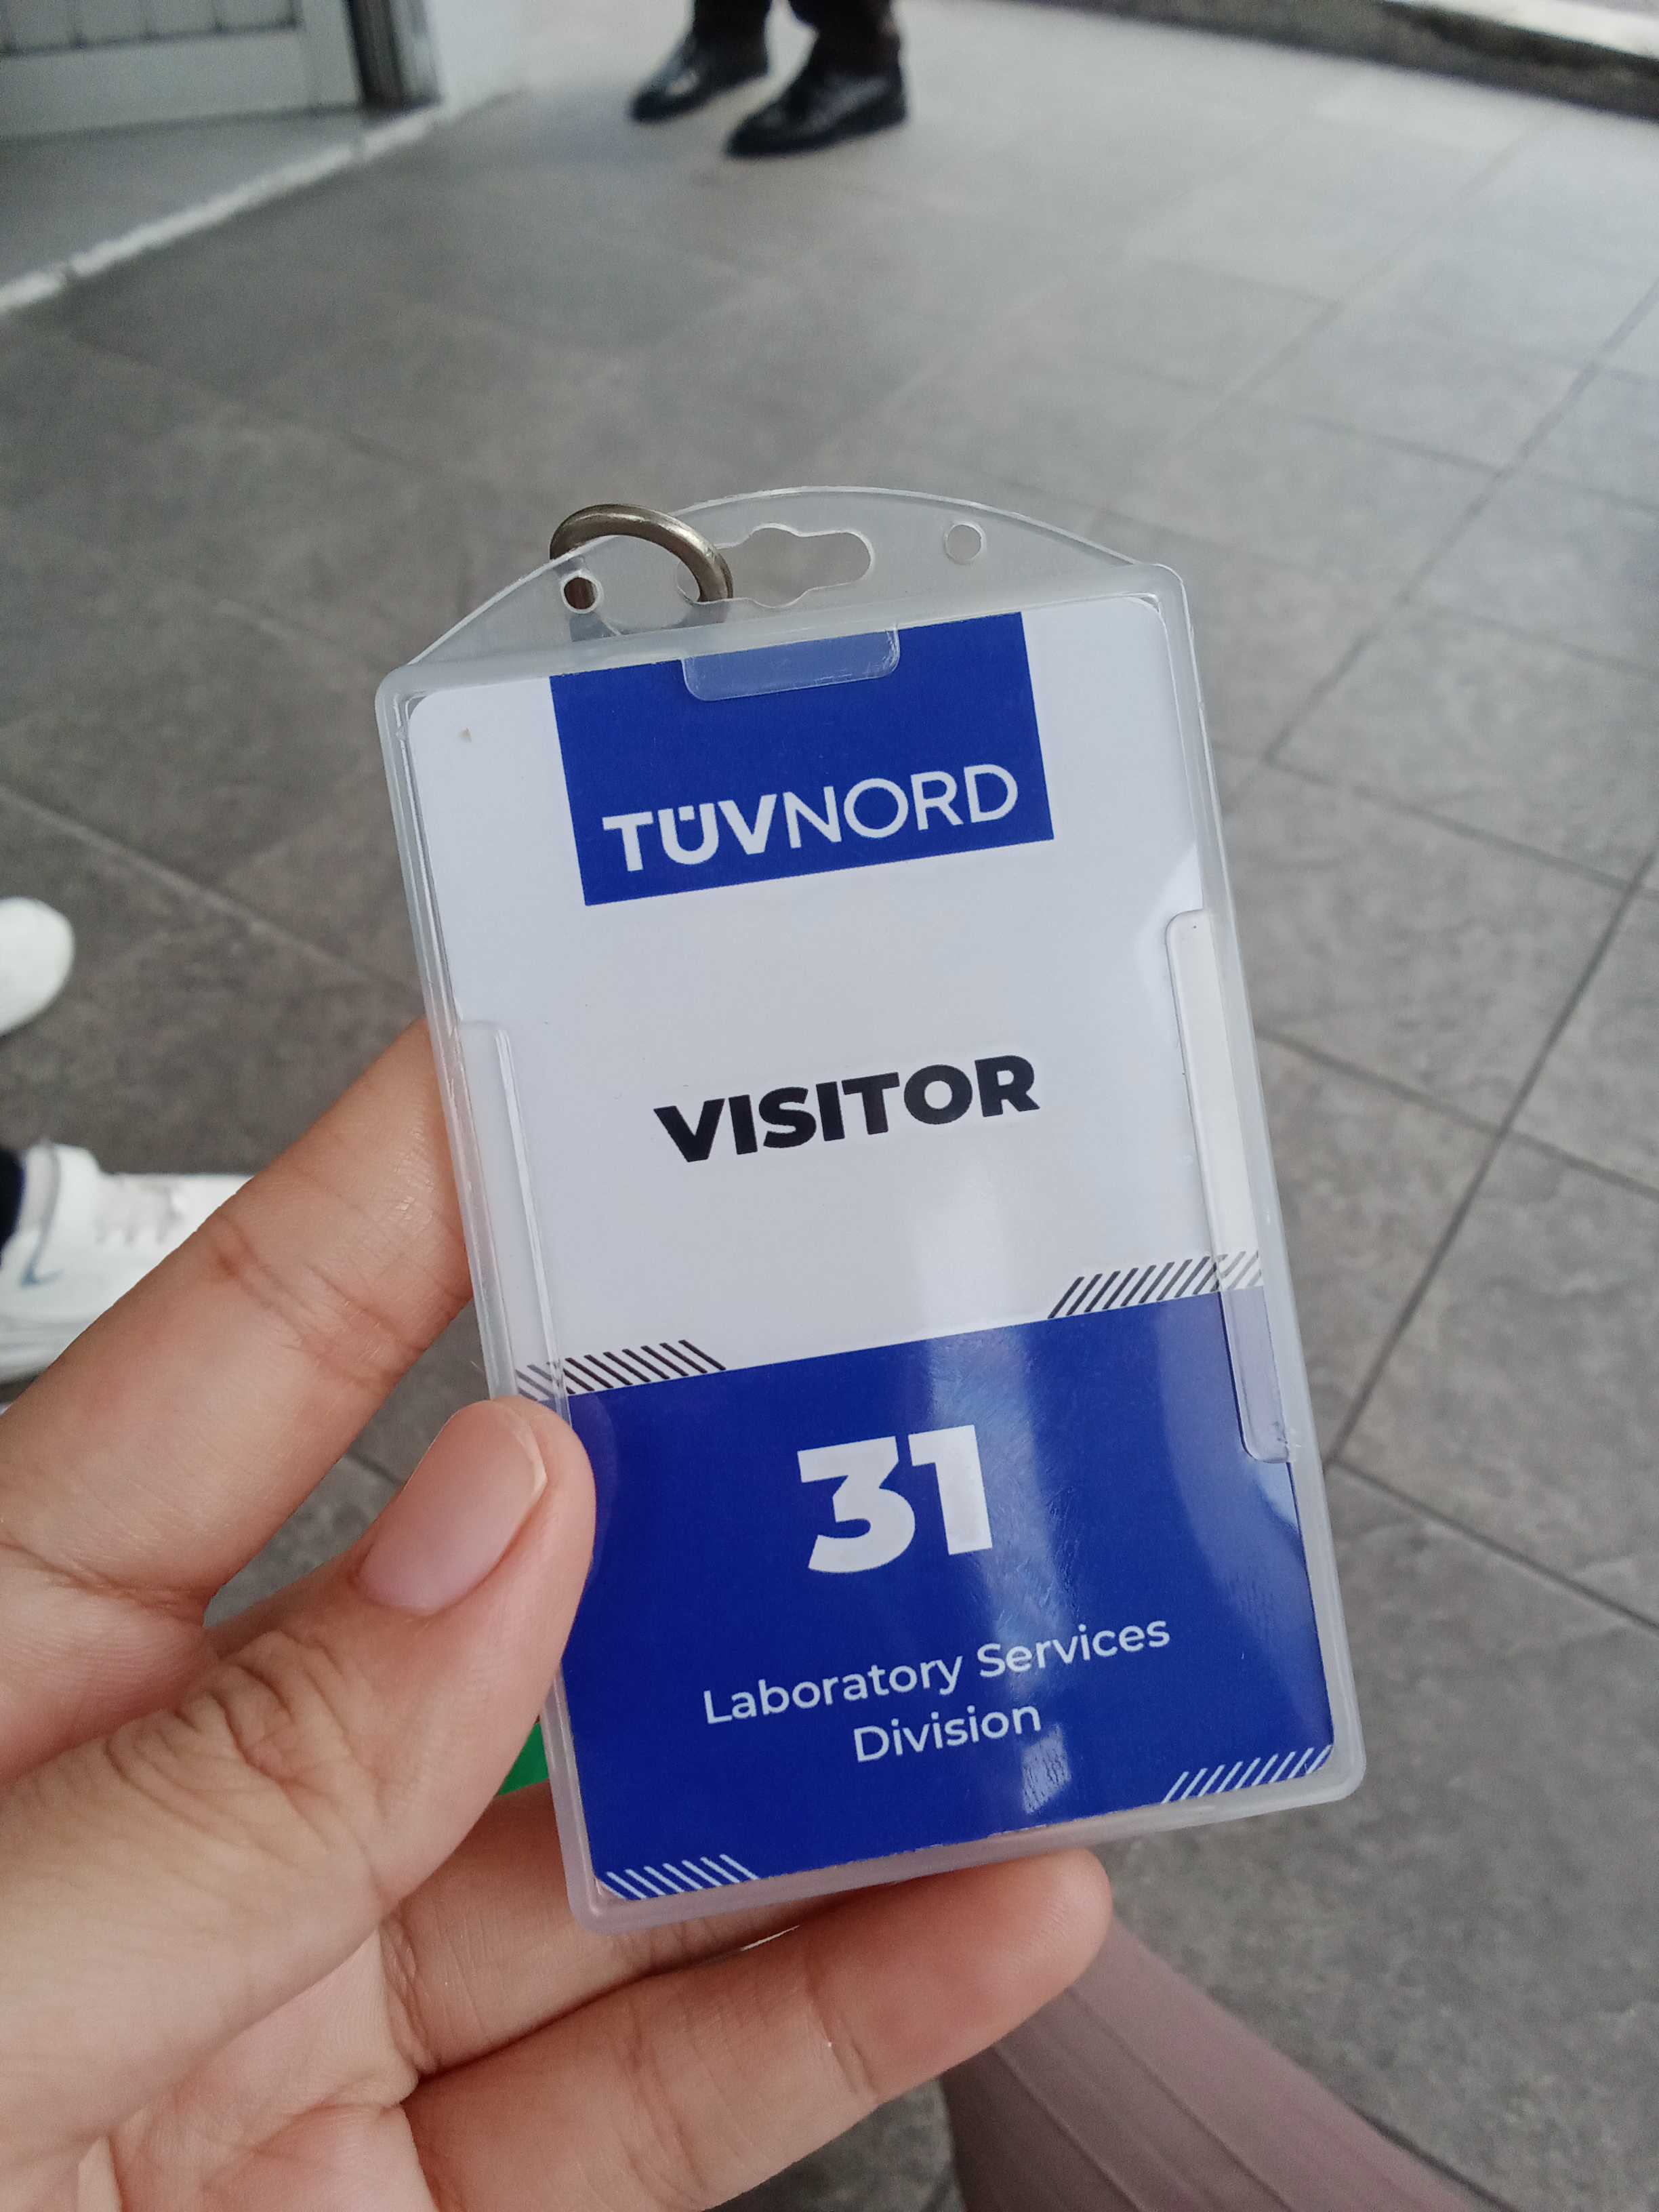 TÜVNORD
VISITOR
31
Laboratory Services
Division